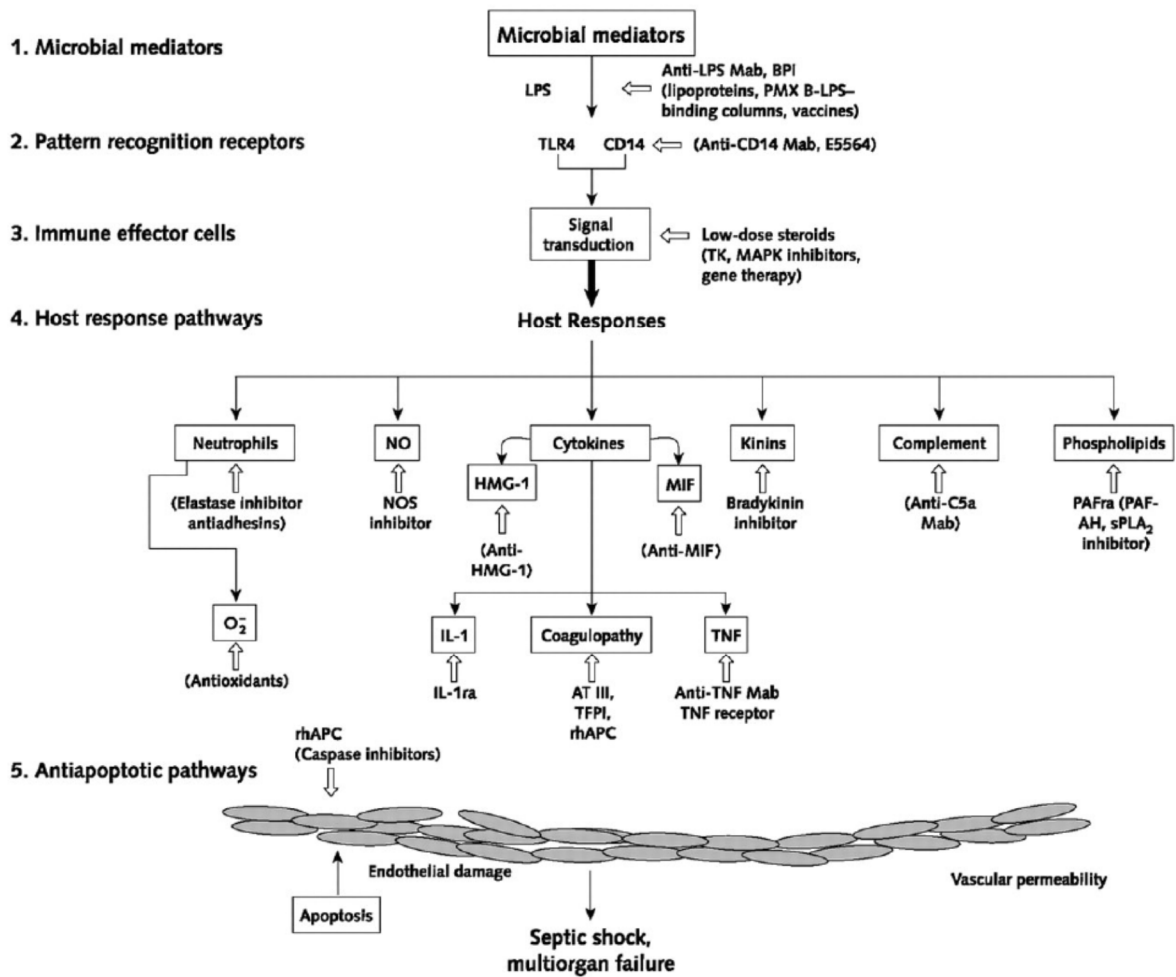 Microbial mediators
1. Microbial mediators
Anti-LPS Mab, BPI
(lipoproteins, PMX B-LPS–
binding columns, vaccines)
LPS
2. Pattern recognition receptors
TLR4 CD14 (Anti-CD14 Mab, E5564)
3. Immune effector cells
Signal
transduction
Low-dose steroids
(TK, MAPK inhibitors,
gene therapy)
4. Host response pathways
Host Responses
Neutrophils
NO
Cytokines
Kinins
Complement
Phospholipids
HMG-1
MIF
(Elastase inhibitor
antiadhesins)
NOS
inhibitor
(Anti-
HMG-1)
(Anti-MIF)
Bradykinin
inhibitor
(Anti-C5a
Mab)
PAFra (PAF-
AH, sPLA₂
inhibitor)
O₂⁻
(Antioxidants)
IL-1
Coagulopathy
TNF
IL-1ra
AT III,
TFPI,
rhAPC
Anti-TNF Mab
TNF receptor
rhAPC
(Caspase inhibitors)
5. Antiapoptotic pathways
Endothelial damage
Vascular permeability
Apoptosis
Septic shock,
multiorgan failure